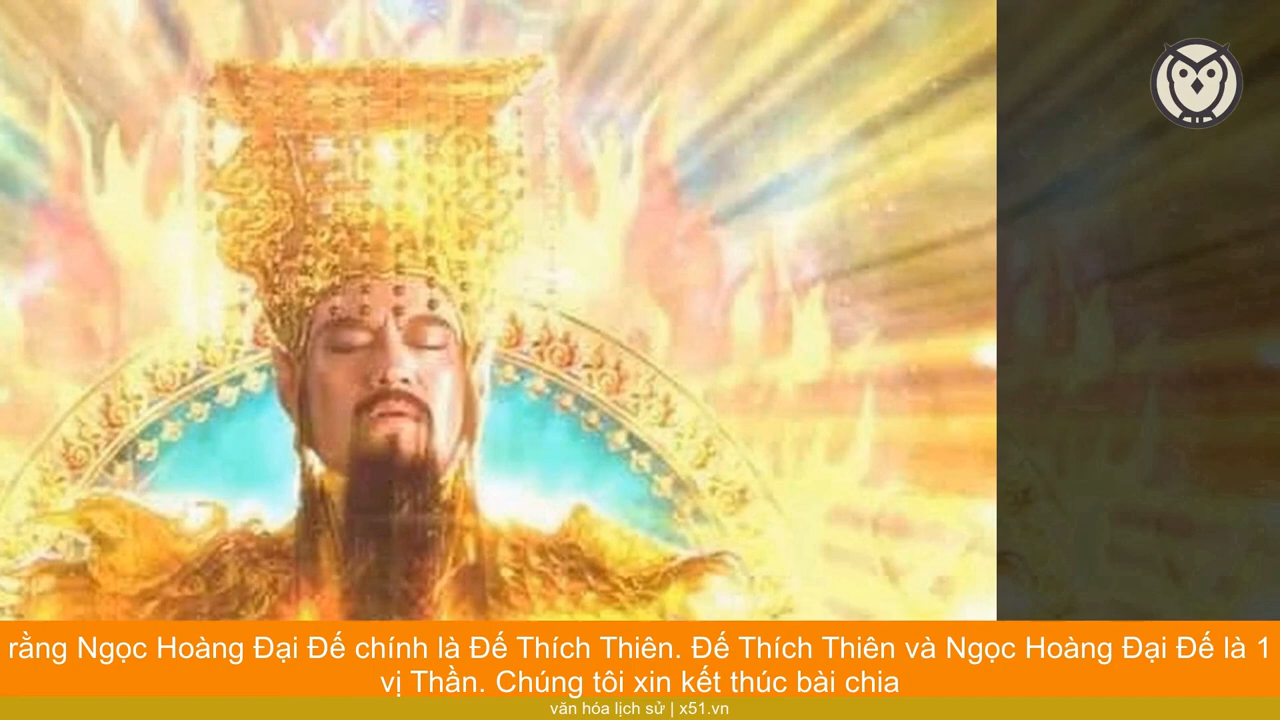 rằng Ngọc Hoàng Đại Đế chính là Đế Thích Thiên. Đế Thích Thiên và Ngọc Hoàng Đại Đế là 1
vị Thần. Chúng tôi xin kết thúc bài chia
văn hóa lịch sử | x51.vn